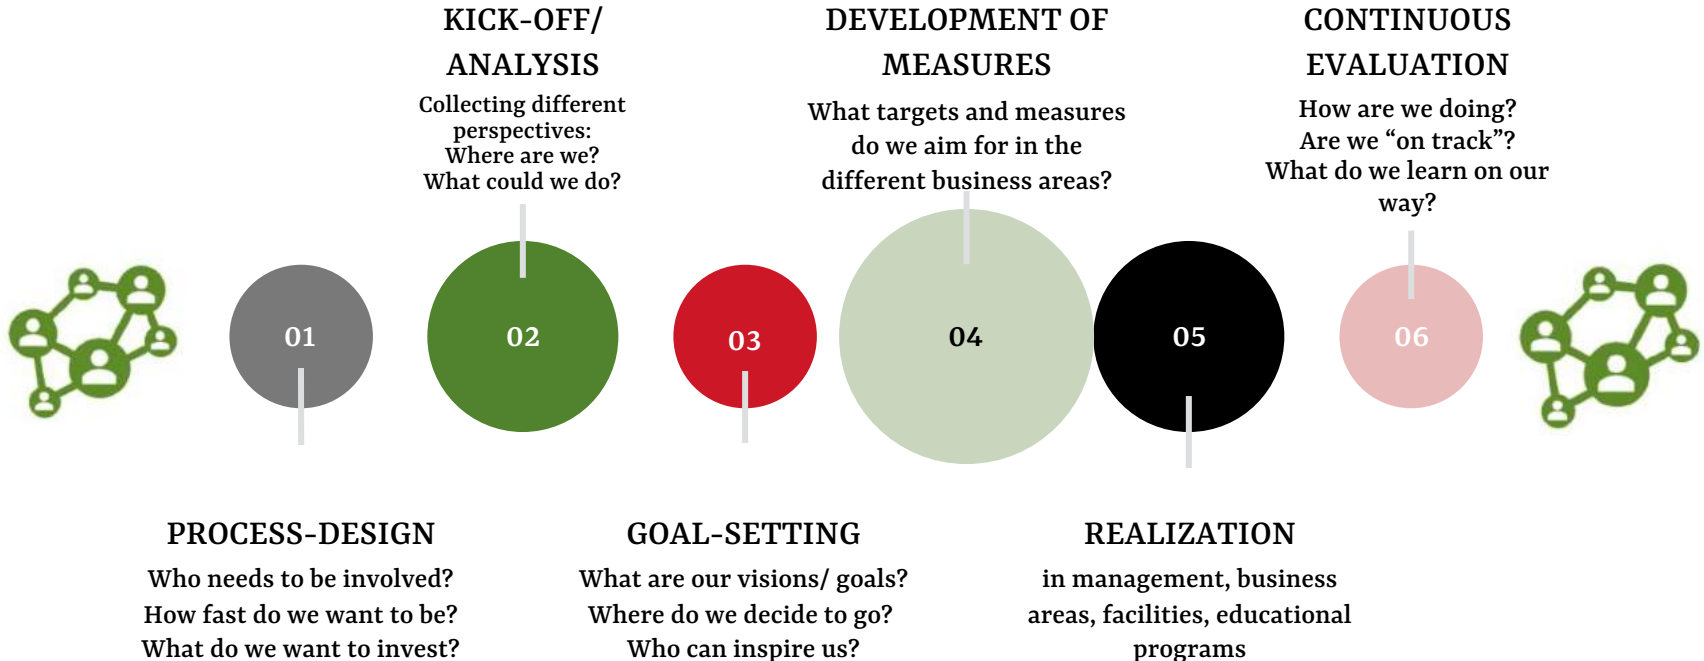 KICK-OFF/
ANALYSIS
Collecting different
perspectives:
Where are we?
What could we do?
DEVELOPMENT OF
MEASURES
What targets and measures
do we aim for in the
different business areas?
CONTINUOUS
EVALUATION
How are we doing?
Are we “on track”?
What do we learn on our
way?
01
02
03
04
05
06
PROCESS-DESIGN
Who needs to be involved?
How fast do we want to be?
What do we want to invest?
GOAL-SETTING
What are our visions/ goals?
Where do we decide to go?
Who can inspire us?
REALIZATION
in management, business
areas, facilities, educational
programs